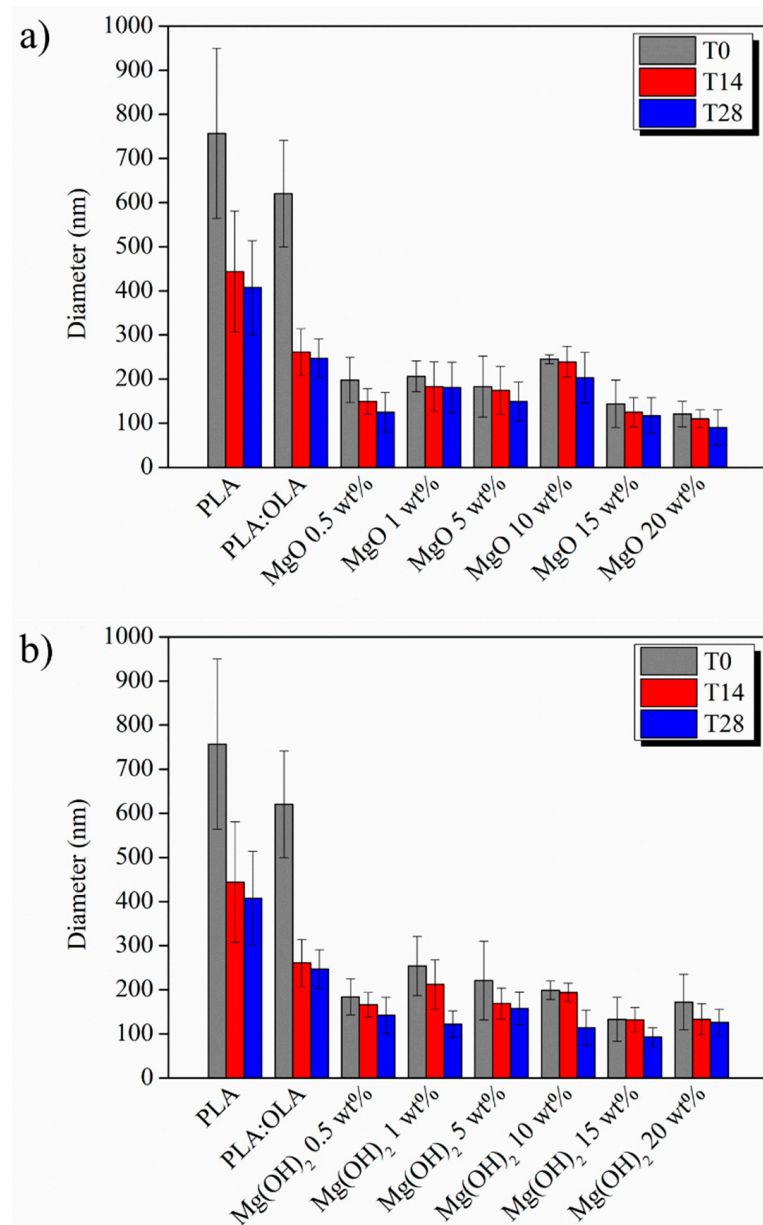 a)
1000
900
800
700
600
500
400
300
200
100
0
Diameter (nm)
T0
T14
T28
PLA
PLA:OLA
MgO 0.5 wt%
MgO 1 wt%
MgO 5 wt%
MgO 10 wt%
MgO 15 wt%
MgO 20 wt%
b)
1000
900
800
700
600
500
400
300
200
100
0
Diameter (nm)
T0
T14
T28
PLA
PLA:OLA
Mg(OH)₂ 0.5 wt%
Mg(OH)₂ 1 wt%
Mg(OH)₂ 5 wt%
Mg(OH)₂ 10 wt%
Mg(OH)₂ 15 wt%
Mg(OH)₂ 20 wt%